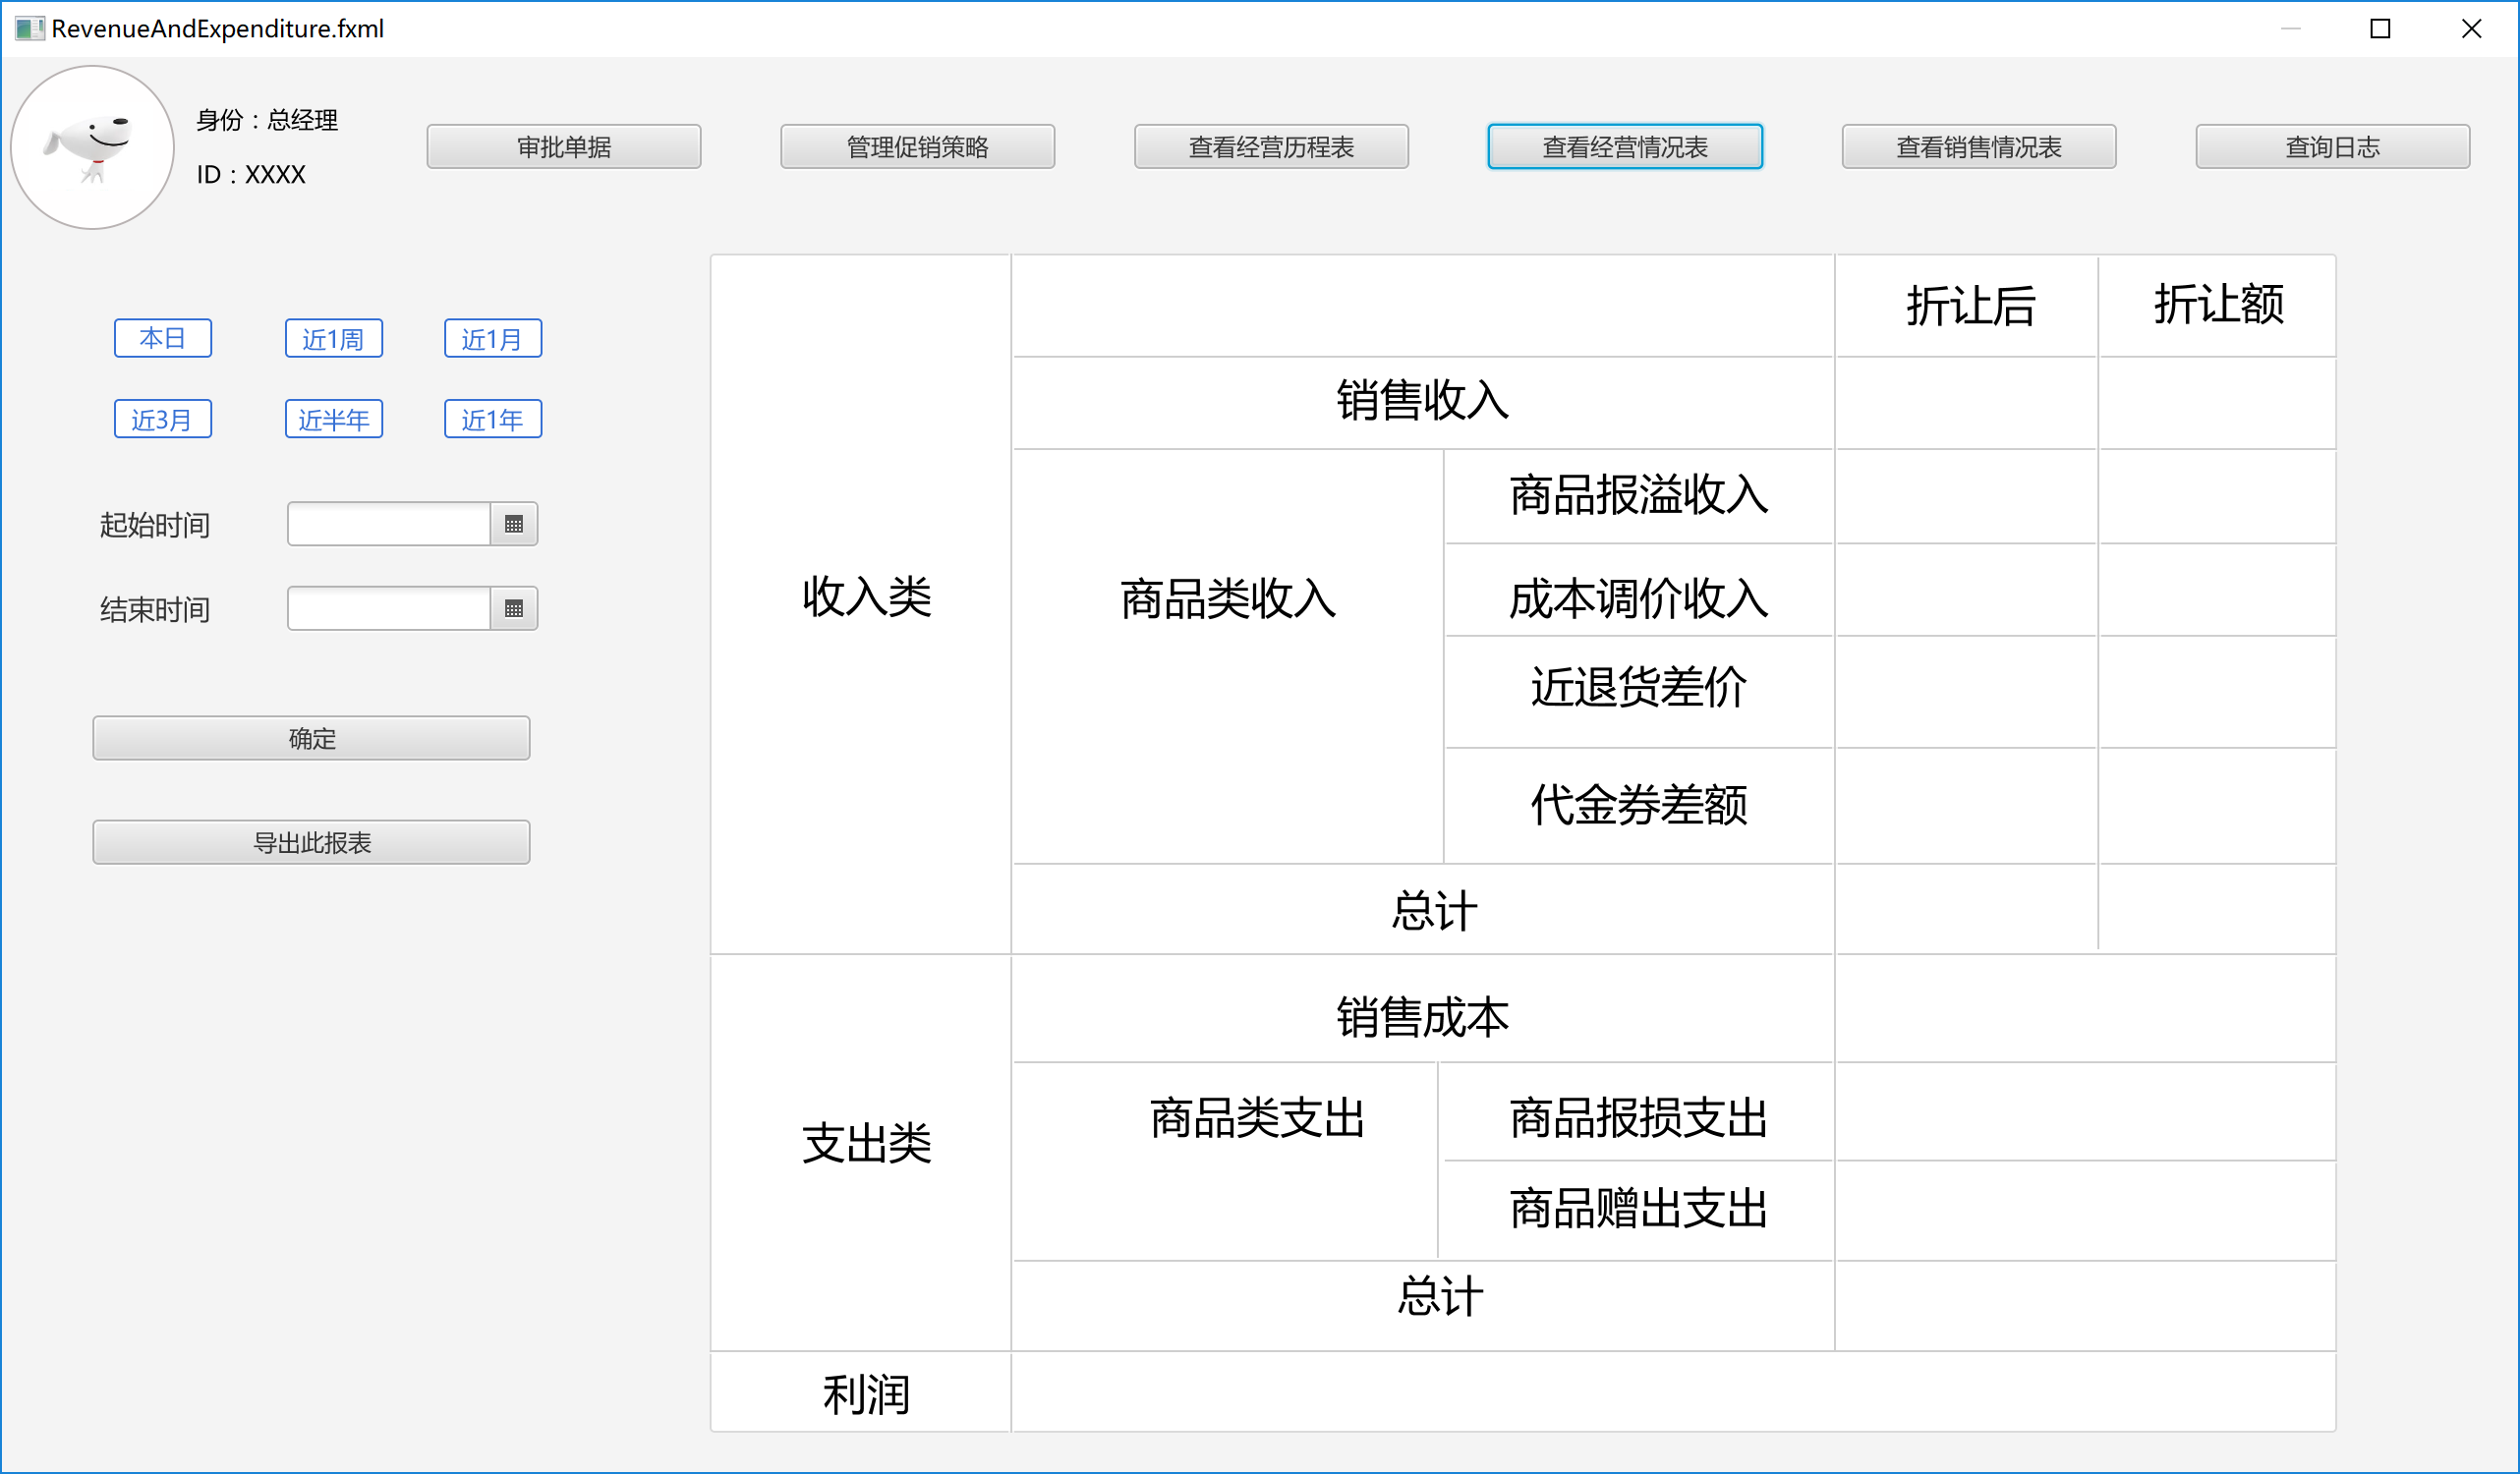 RevenueAndExpenditure.fxml
身份：总经理
ID：XXXX
审批单据
管理促销策略
查看经营历程表
查看经营情况表
查看销售情况表
查询日志
本日
近1周
近1月
近3月
近半年
近1年
起始时间
结束时间
确定
导出此报表
折让后
折让额
收入类
销售收入
商品类收入
商品报溢收入
成本调价收入
近退货差价
代金券差额
总计
支出类
销售成本
商品类支出
商品报损支出
商品赠出支出
总计
利润